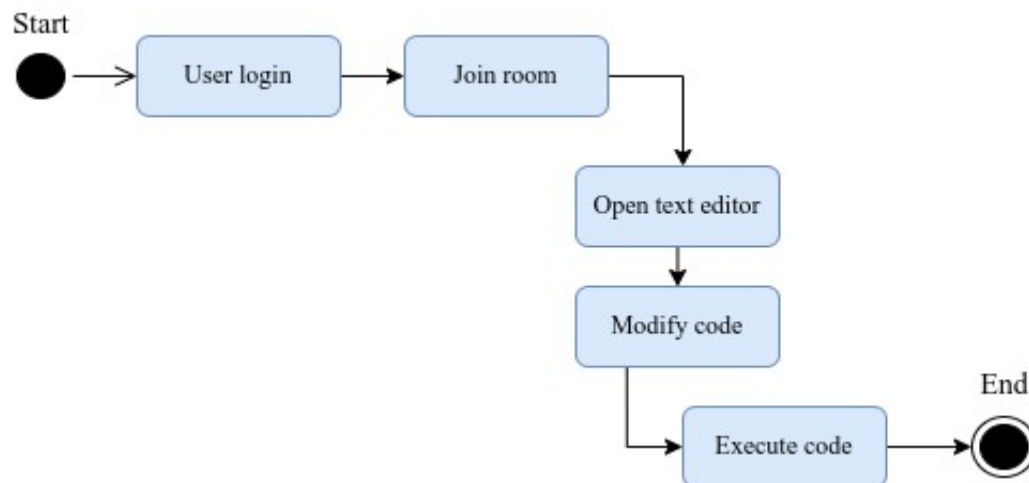 Start
User login
Join room
Open text editor
Modify code
End
Execute code